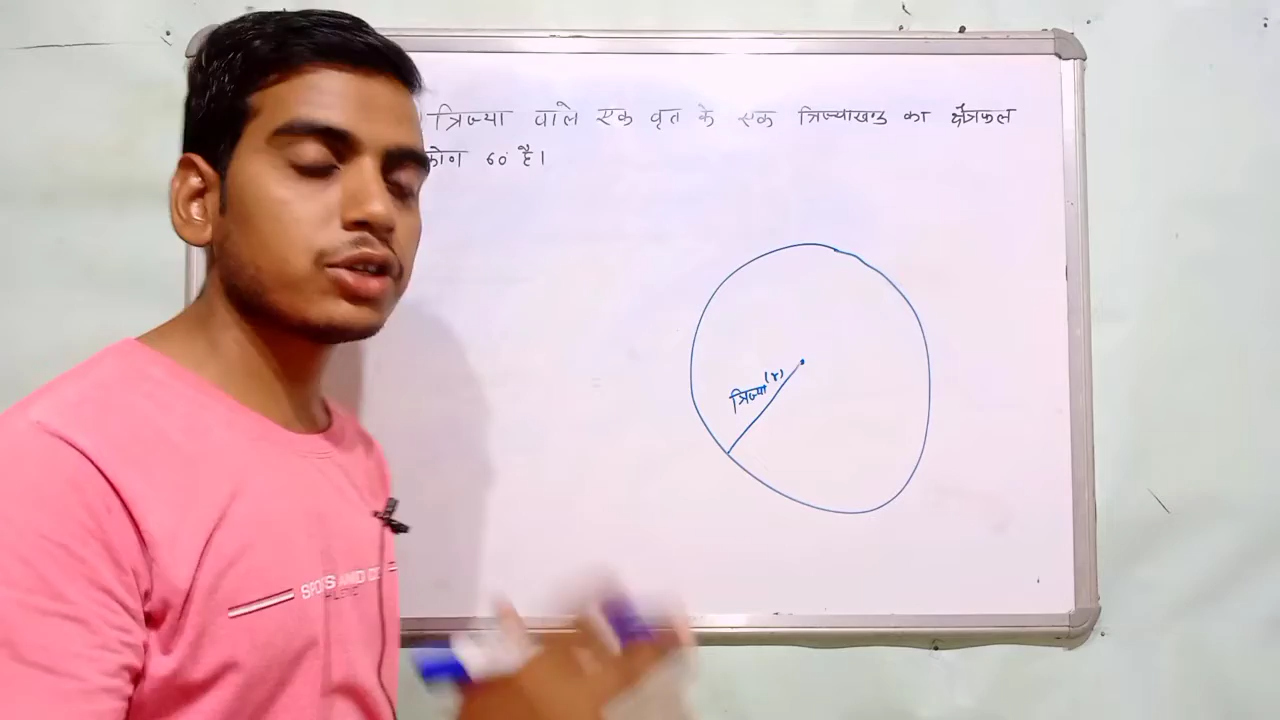 त्रिज्या वाले एक वृत के एक त्रिज्याखण्ड का क्षेत्रफल
कोण 60° है।
त्रिज्या (r)